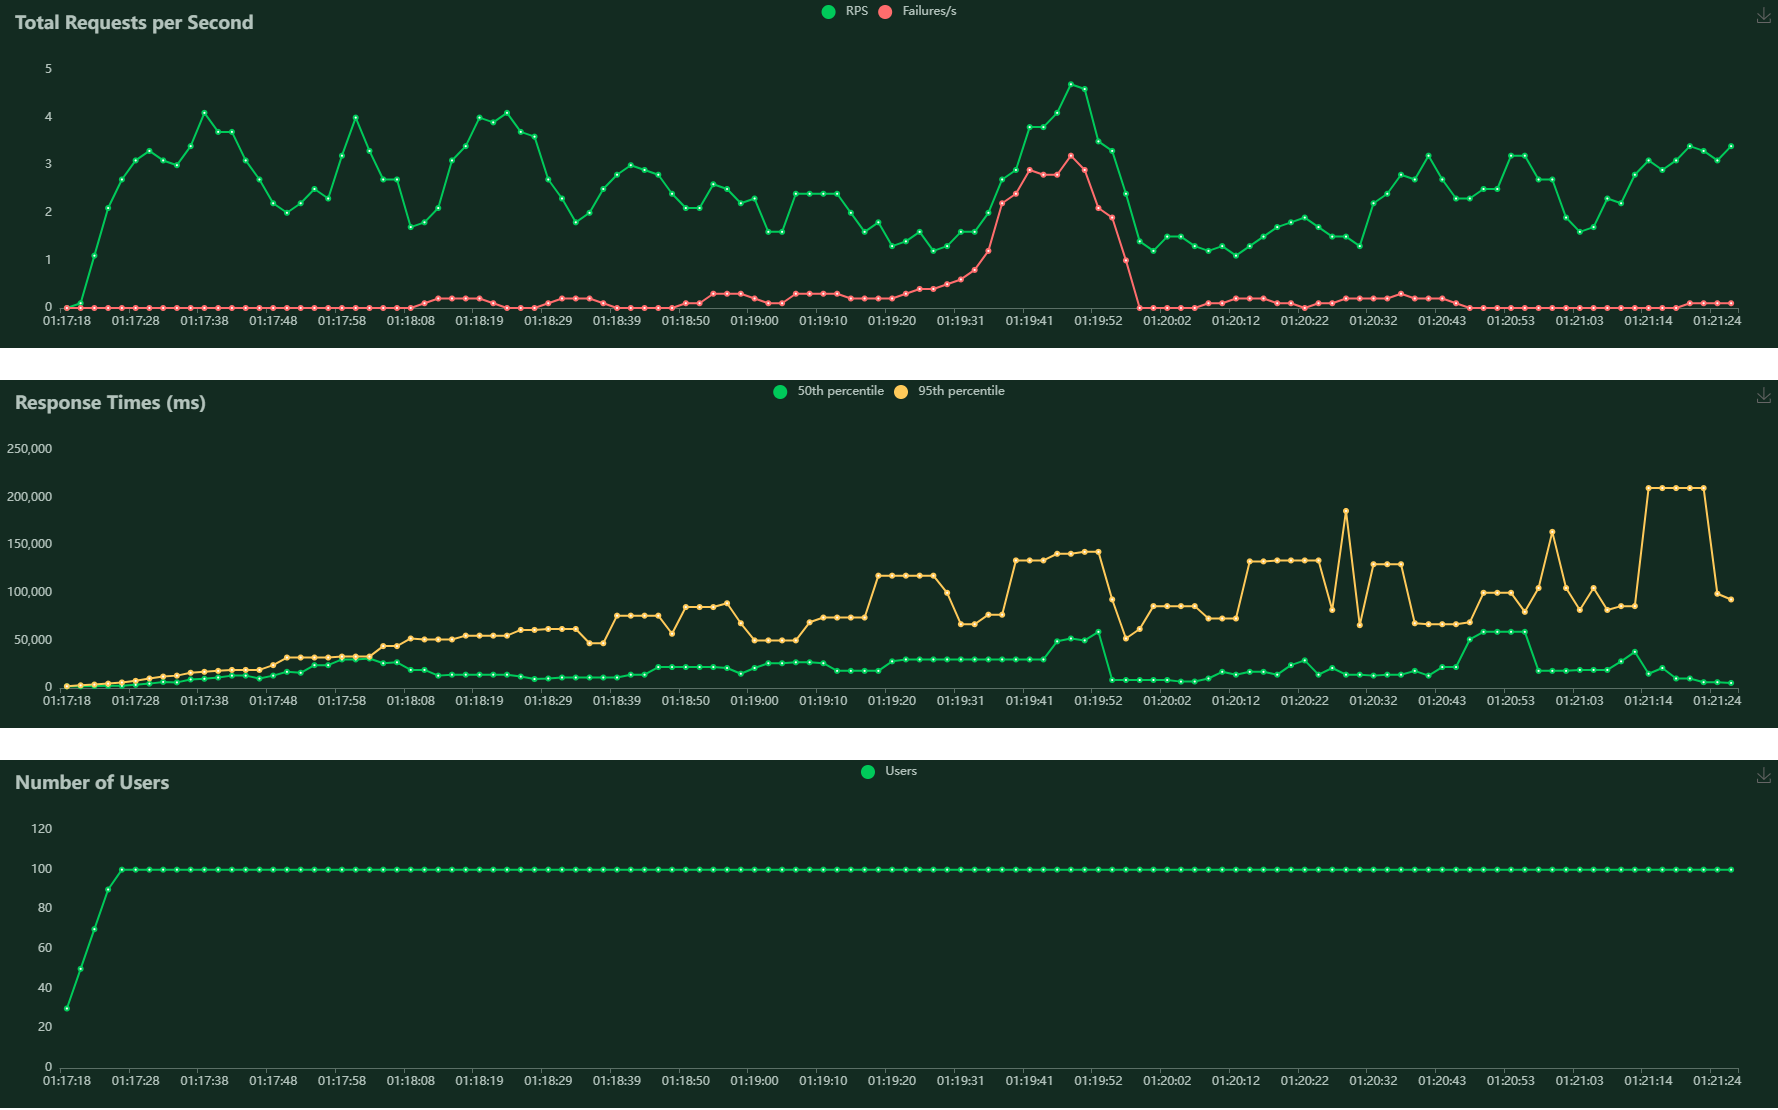 Total Requests per Second
RPS Failures/s
5
4
3
2
1
0
01:17:18 01:17:28 01:17:38 01:17:48 01:17:58 01:18:08 01:18:19 01:18:29 01:18:39 01:18:50 01:19:00 01:19:10 01:19:20 01:19:31 01:19:41 01:19:52 01:20:02 01:20:12 01:20:22 01:20:32 01:20:43 01:20:53 01:21:03 01:21:14 01:21:24
Response Times (ms)
50th percentile 95th percentile
250,000
200,000
150,000
100,000
50,000
0
01:17:18 01:17:28 01:17:38 01:17:48 01:17:58 01:18:08 01:18:19 01:18:29 01:18:39 01:18:50 01:19:00 01:19:10 01:19:20 01:19:31 01:19:41 01:19:52 01:20:02 01:20:12 01:20:22 01:20:32 01:20:43 01:20:53 01:21:03 01:21:14 01:21:24
Number of Users
Users
120
100
80
60
40
20
0
01:17:18 01:17:28 01:17:38 01:17:48 01:17:58 01:18:08 01:18:19 01:18:29 01:18:39 01:18:50 01:19:00 01:19:10 01:19:20 01:19:31 01:19:41 01:19:52 01:20:02 01:20:12 01:20:22 01:20:32 01:20:43 01:20:53 01:21:03 01:21:14 01:21:24